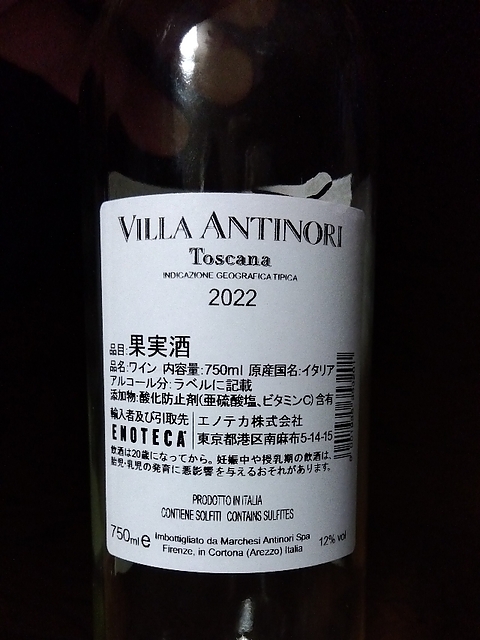 VILLA ANTINORI
Toscana
INDICAZIONE GEOGRAFICA TIPICA
2022
品目:果実酒
品名:ワイン 内容量:750ml 原産国名:イタリア
アルコール分:ラベルに記載
添加物:酸化防止剤(亜硫酸塩、ビタミンC)含有
輸入者及び引取先
ENOTECA
エノテカ株式会社
東京都港区南麻布5-14-15
飲酒は20歳になってから。妊娠中や授乳期の飲酒は、
胎児・乳児の発育に悪影響を与えるおそれがあります。
PRODOTTO IN ITALIA
CONTIENE SOLFITI CONTAINS SULFITES
750ml e Imbottigliato da Marchesi Antinori Spa 12% vol
Firenze, in Cortona (Arezzo) Italia